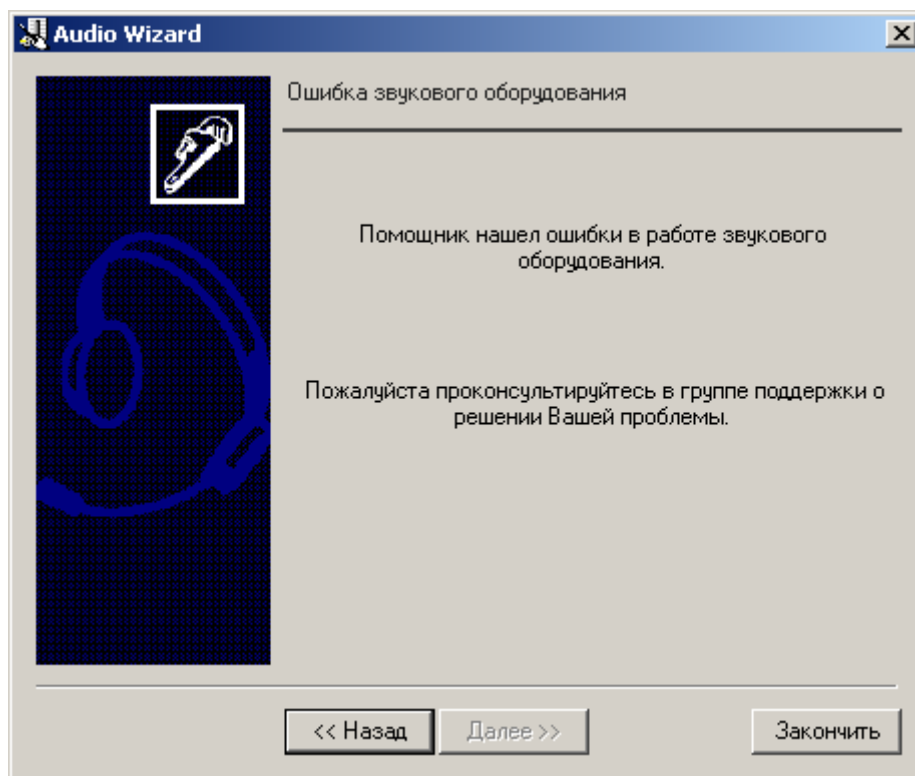 Audio Wizard
Ошибка звукового оборудования
Помощник нашел ошибки в работе звукового
оборудования.
Пожалуйста проконсультируйтесь в группе поддержки о
решении Вашей проблемы.
<< Назад
Далее >>
Закончить